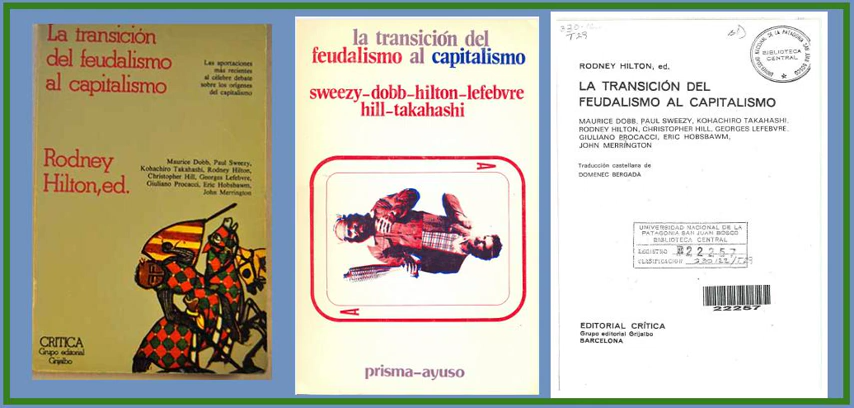 La transición
del feudalismo
al capitalismo
Las aportaciones
más recientes
al célebre debate
sobre los orígenes
del capitalismo
Rodney
Hilton, ed.
Maurice Dobb, Paul Sweezy,
Kohachiro Takahashi, Rodney Hilton,
Christopher Hill, Georges Lefebvre,
Giuliano Procacci, Eric Hobsbawm,
John Merrington
CRÍTICA
Grupo editorial
Grijalbo
la transición del
feudalismo al capitalismo
sweezy-dobb-hilton-lefebvre
hill-takahashi
A
A
prisma-ayuso
T29
BIBLIOTECA
CENTRAL
RODNEY HILTON, ed.
LA TRANSICIÓN DEL
FEUDALISMO AL CAPITALISMO
MAURICE DOBB, PAUL SWEEZY, KOHACHIRO TAKAHASHI,
RODNEY HILTON, CHRISTOPHER HILL, GEORGES LEFEBVRE,
GIULIANO PROCACCI, ERIC HOBSBAWM,
JOHN MERRINGTON
Traducción castellana de
DOMENEC BERGADA
UNIVERSIDAD NACIONAL DE LA
PATAGONIA SAN JUAN BOSCO
BIBLIOTECA CENTRAL
REGISTRO 22257
CLASIFICACION
22257
EDITORIAL CRÍTICA
Grupo editorial Grijalbo
BARCELONA